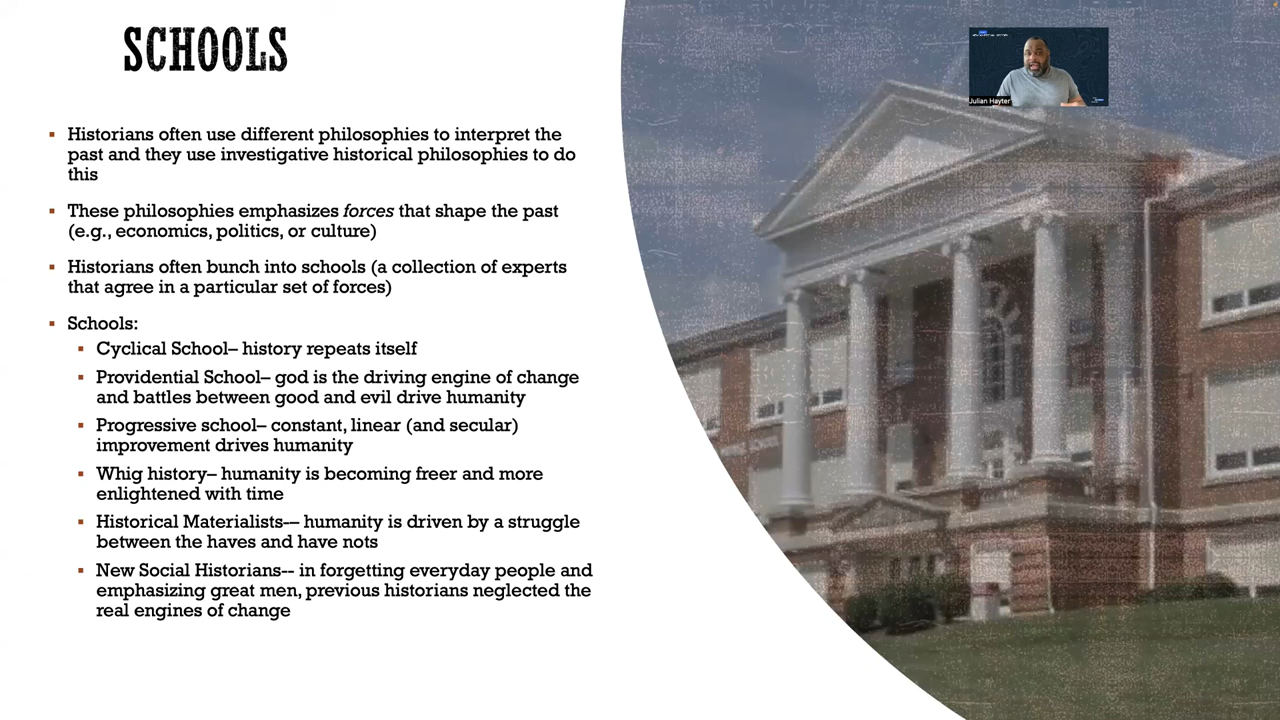 SCHOOLS
Historians often use different philosophies to interpret the
past and they use investigative historical philosophies to do
this
These philosophies emphasizes forces that shape the past
(e.g., economics, politics, or culture)
Historians often bunch into schools (a collection of experts
that agree in a particular set of forces)
Schools:
Cyclical School– history repeats itself
Providential School– god is the driving engine of change
and battles between good and evil drive humanity
Progressive school– constant, linear (and secular)
improvement drives humanity
Whig history– humanity is becoming freer and more
enlightened with time
Historical Materialists-– humanity is driven by a struggle
between the haves and have nots
New Social Historians-- in forgetting everyday people and
emphasizing great men, previous historians neglected the
real engines of change
Julian Hayter